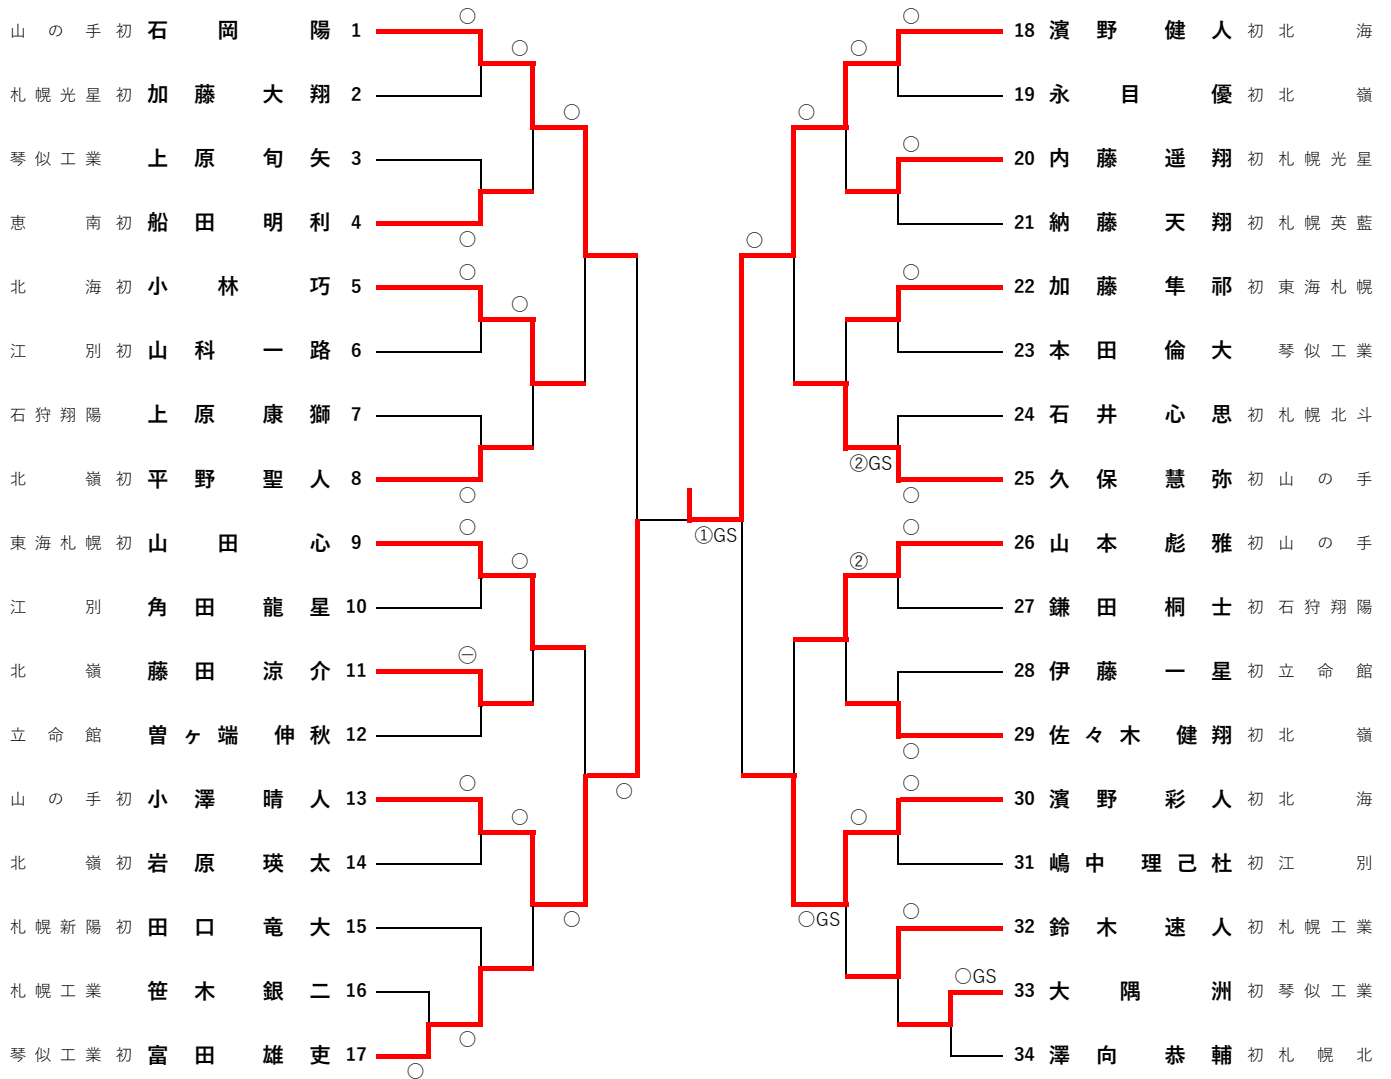 山の手初 石岡陽 1
札幌光星初 加藤大翔 2
琴似工業 上原旬矢 3
恵南初 船田明利 4
北海初 小林巧 5
江別初 山科一路 6
石狩翔陽 上原康獅 7
北嶺初 平野聖人 8
東海札幌初 山田心 9
江別 角田龍星 10
北嶺 藤田涼介 11
立命館 曽ヶ端伸秋 12
山の手初 小澤晴人 13
北嶺初 岩原瑛太 14
札幌新陽初 田口竜大 15
札幌工業 笹木銀二 16
琴似工業初 富田雄吏 17
①GS
18 濱野健人 初北海
19 永目優 初北嶺
20 内藤遥翔 初札幌光星
21 納藤天翔 初札幌英藍
22 加藤隼祁 初東海札幌
23 本田倫大 琴似工業
24 石井心思 初札幌北斗
②GS
25 久保慧弥 初山の手
26 山本彪雅 初山の手
②
27 鎌田桐士 初石狩翔陽
28 伊藤一星 初立命館
29 佐々木健翔 初北嶺
30 濱野彩人 初北海
31 嶋中理己杜 初江別
○GS
32 鈴木速人 初札幌工業
○GS
33 大隅洲 初琴似工業
34 澤向恭輔 初札幌北